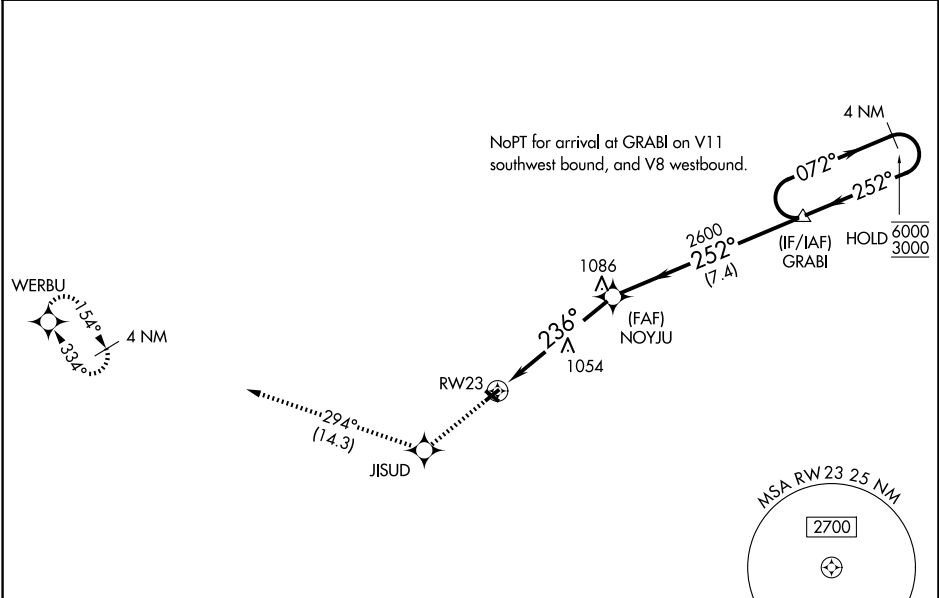 4 NM
NoPT for arrival at GRABI on V11
southwest bound, and V8 westbound.
072°
252°
HOLD 6000
3000
(IF/IAF)
GRABI
2600
252°
(7.4)
1086
(FAF)
NOYJU
WERBU
154°
4 NM
334°
236°
1054
RW23
294°
(14.3)
JISUD
MSA RW23 25 NM
2700